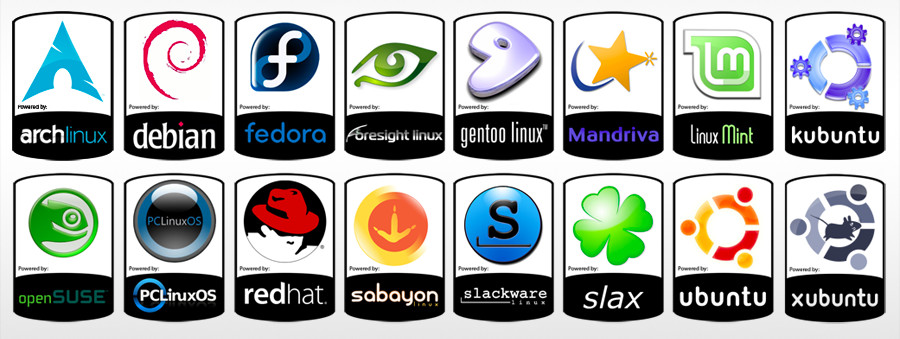 Powered by:
archlinux
Powered by:
debian
Powered by:
fedora
Powered by:
Foresight linux
Powered by:
gentoo linux™
Powered by:
Mandriva
Powered by:
lm
Linux Mint
Powered by:
kubuntu
Powered by:
openSUSE
PCLinuxOS
Powered by:
PCLinuxOS
Powered by:
redhat®
Powered by:
sabayon
linux
S
Powered by:
slackware
linux
Powered by:
slax
Powered by:
ubuntu
Powered by:
xubuntu